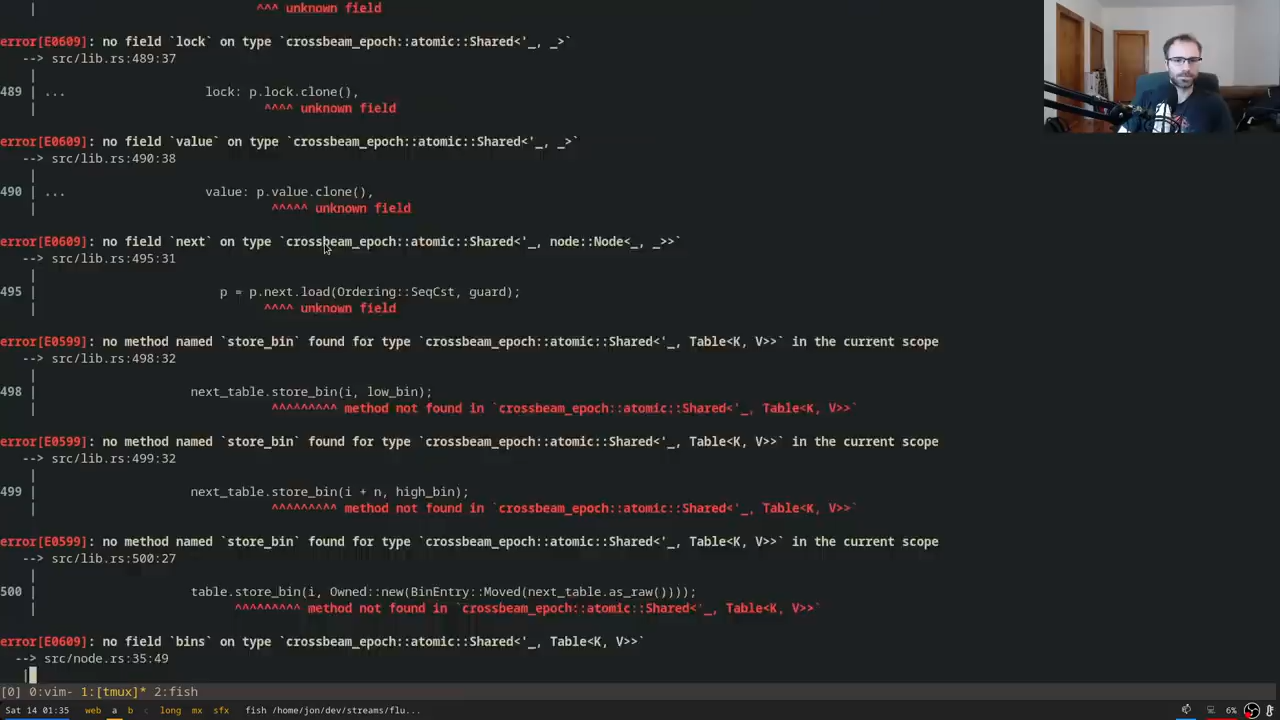 |                              ^^^ unknown field
error[E0609]: no field `lock` on type `crossbeam_epoch::atomic::Shared<'_, _>`
--> src/lib.rs:489:37
|
489 | ...                   lock: p.lock.clone(),
|                               ^^^^ unknown field
error[E0609]: no field `value` on type `crossbeam_epoch::atomic::Shared<'_, _>`
--> src/lib.rs:490:38
|
490 | ...                   value: p.value.clone(),
|                                ^^^^^ unknown field
error[E0609]: no field `next` on type `crossbeam_epoch::atomic::Shared<'_, node::Node<_, _>>`
--> src/lib.rs:495:31
|
495 |                         p = p.next.load(Ordering::SeqCst, guard);
|                               ^^^^ unknown field
error[E0599]: no method named `store_bin` found for type `crossbeam_epoch::atomic::Shared<'_, Table<K, V>>` in the current scope
--> src/lib.rs:498:32
|
498 |                     next_table.store_bin(i, low_bin);
|                                ^^^^^^^^^ method not found in `crossbeam_epoch::atomic::Shared<'_, Table<K, V>>`
error[E0599]: no method named `store_bin` found for type `crossbeam_epoch::atomic::Shared<'_, Table<K, V>>` in the current scope
--> src/lib.rs:499:32
|
499 |                     next_table.store_bin(i + n, high_bin);
|                                ^^^^^^^^^ method not found in `crossbeam_epoch::atomic::Shared<'_, Table<K, V>>`
error[E0599]: no method named `store_bin` found for type `crossbeam_epoch::atomic::Shared<'_, Table<K, V>>` in the current scope
--> src/lib.rs:500:27
|
500 |                     table.store_bin(i, Owned::new(BinEntry::Moved(next_table.as_raw())));
|                           ^^^^^^^^^ method not found in `crossbeam_epoch::atomic::Shared<'_, Table<K, V>>`
error[E0609]: no field `bins` on type `crossbeam_epoch::atomic::Shared<'_, Table<K, V>>`
--> src/node.rs:35:49
|
[0] 0:vim- 1:[tmux]* 2:fish
Sat 14 01:35 web a b < long mx sfx fish /home/jon/dev/streams/flu... 6%